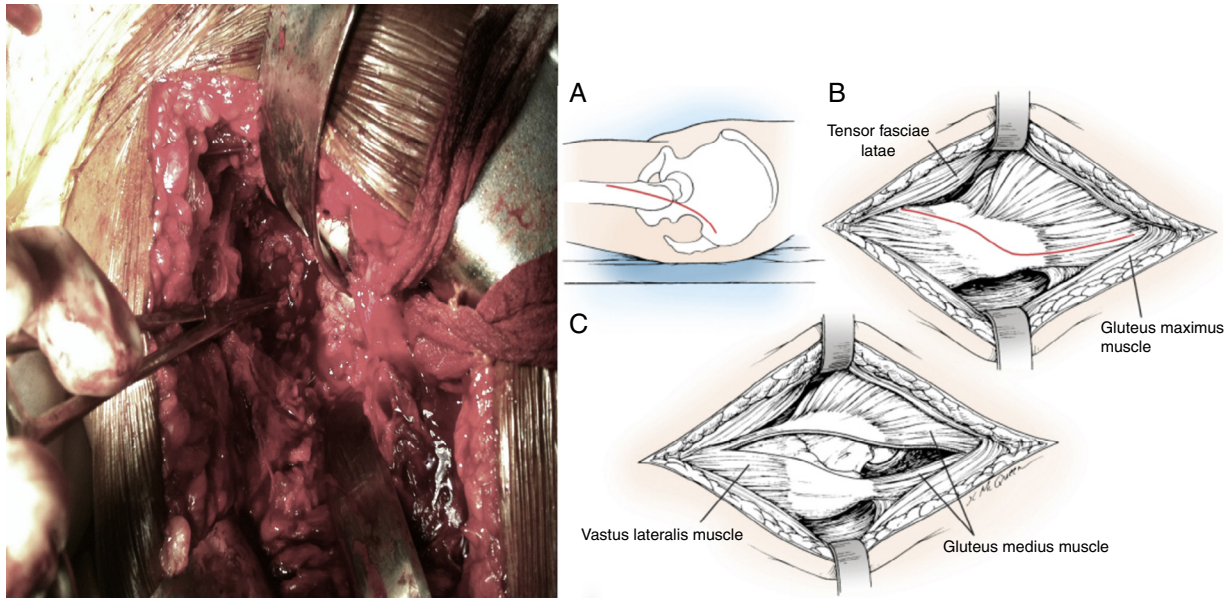 A
B
Tensor fasciae
latae
Gluteus maximus
muscle
C
Vastus lateralis muscle
Gluteus medius muscle